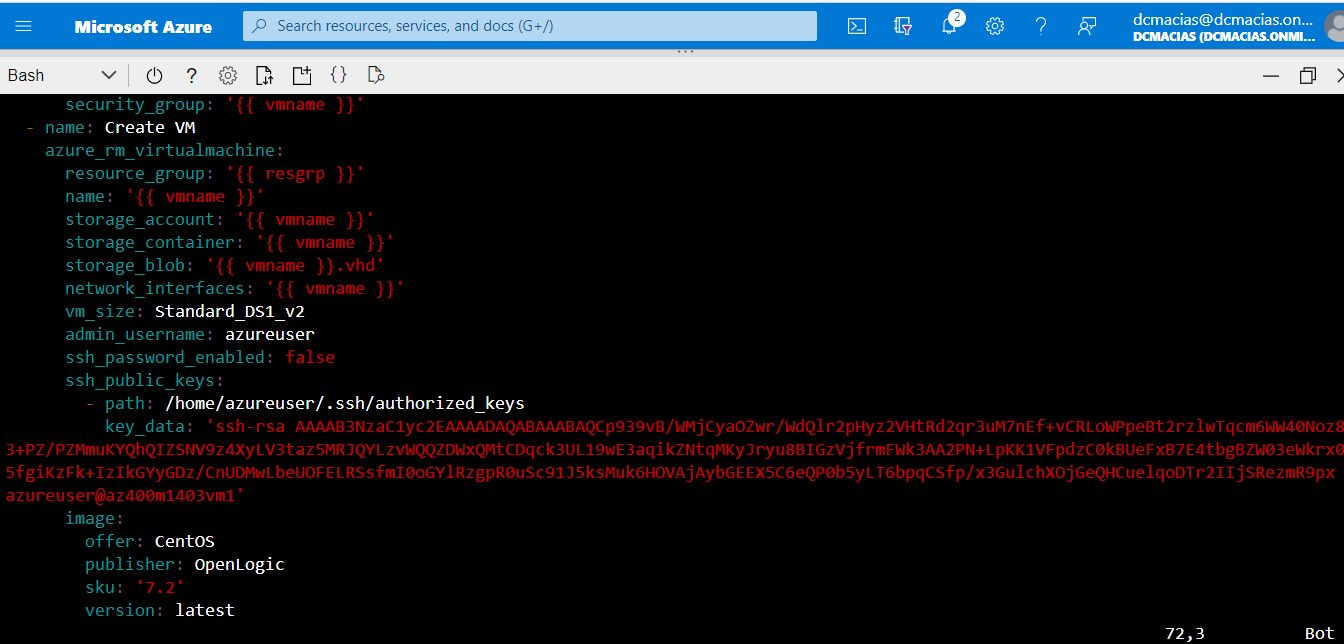 Microsoft Azure
Search resources, services, and docs (G+/)
2
dcmacias@dcmacias.on...
DCMACIAS (DCMACIAS.ONMI...
Bash
security_group: '{{ vmname }}'
- name: Create VM
azure_rm_virtualmachine:
resource_group: '{{ resgrp }}'
name: '{{ vmname }}'
storage_account: '{{ vmname }}'
storage_container: '{{ vmname }}'
storage_blob: '{{ vmname }}.vhd'
network_interfaces: '{{ vmname }}'
vm_size: Standard_DS1_v2
admin_username: azureuser
ssh_password_enabled: false
ssh_public_keys:
- path: /home/azureuser/.ssh/authorized_keys
key_data: 'ssh-rsa AAAAB3NzaC1yc2EAAAADAQABAAABAQCp939vB/WMjCyaOZwr/WdQlr2pHyz2VHtRd2qr3uM7nEf+vCRLoWPpeBt2rzlwTqcm6WW40Noz8
3+PZ/PZMmuKYQhQIZSNV9z4XyLV3taz5MRJQYLzvWQQZDWxQMtCDqck3UL19wE3aqikZNtqMKyJryu8BIGzVjfrmFWk3AA2PN+LpKK1VFpdzC0kBUeFxB7E4tbgBZW03eWkrx0
5fgiKzFk+IzIkGYyGDz/CnUDMwLbeUOFELRSsfmI0oGYlRzgpR0uSc91J5ksMuk6HOVAjAybGEEX5C6eQP0b5yLT6bpqCSfp/x3GulchXOjGeQHCuelqoDTr2IIjSRezmR9px
azureuser@az400m1403vm1'
image:
offer: CentOS
publisher: OpenLogic
sku: '7.2'
version: latest
72,3 Bot